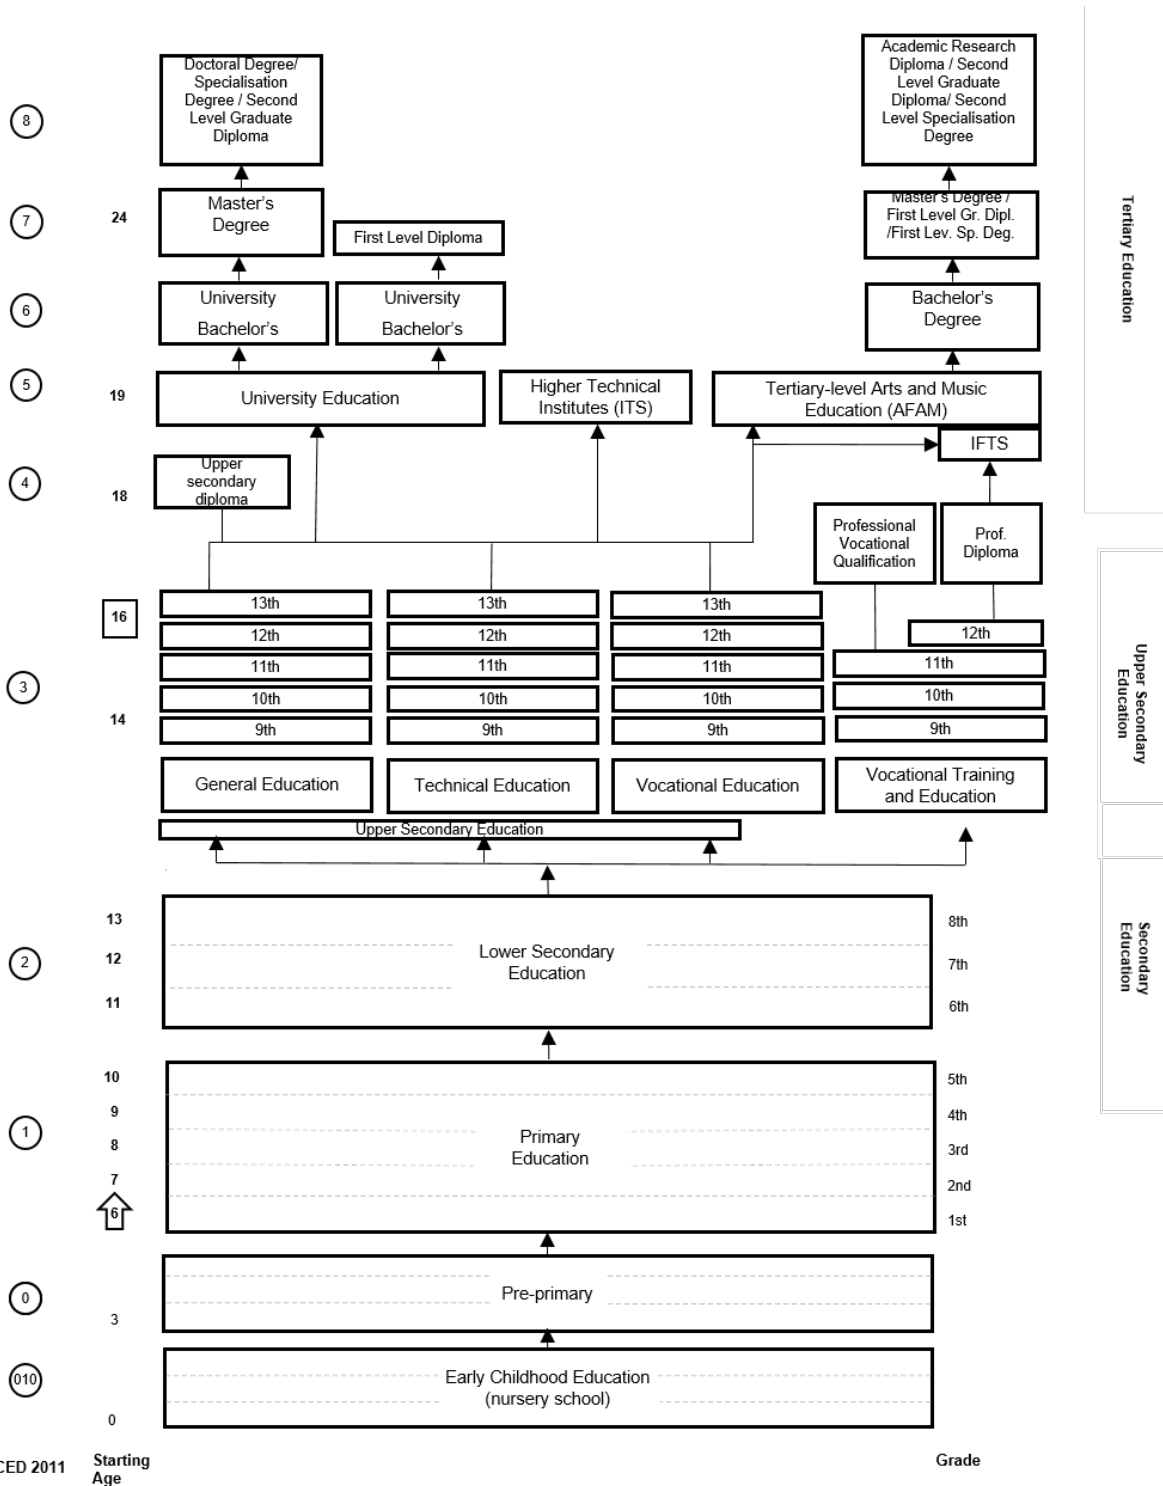 Doctoral Degree/
Specialisation
Degree / Second
Level Graduate
Diploma
Academic Research
Diploma / Second
Level Graduate
Diploma/ Second
Level Specialisation
Degree
8
7
24
Master's
Degree
First Level Diploma
Master's Degree /
First Level Gr. Dipl.
/First Lev. Sp. Deg.
Tertiary Education
6
University
Bachelor's
University
Bachelor's
Bachelor's
Degree
5
19
University Education
Higher Technical
Institutes (ITS)
Tertiary-level Arts and Music
Education (AFAM)
IFTS
4
18
Upper
secondary
diploma
Professional
Vocational
Qualification
Prof.
Diploma
16
13th
13th
13th
12th
12th
12th
12th
11th
11th
11th
11th
3
10th
10th
10th
10th
14
9th
9th
9th
9th
Upper Secondary
Education
General Education
Technical Education
Vocational Education
Vocational Training
and Education
Upper Secondary Education
13
8th
2
12
Lower Secondary
Education
7th
11
6th
Secondary
Education
10
5th
9
4th
1
8
Primary
Education
3rd
7
2nd
6
1st
0
Pre-primary
3
010
Early Childhood Education
(nursery school)
0
CED 2011
Starting
Age
Grade